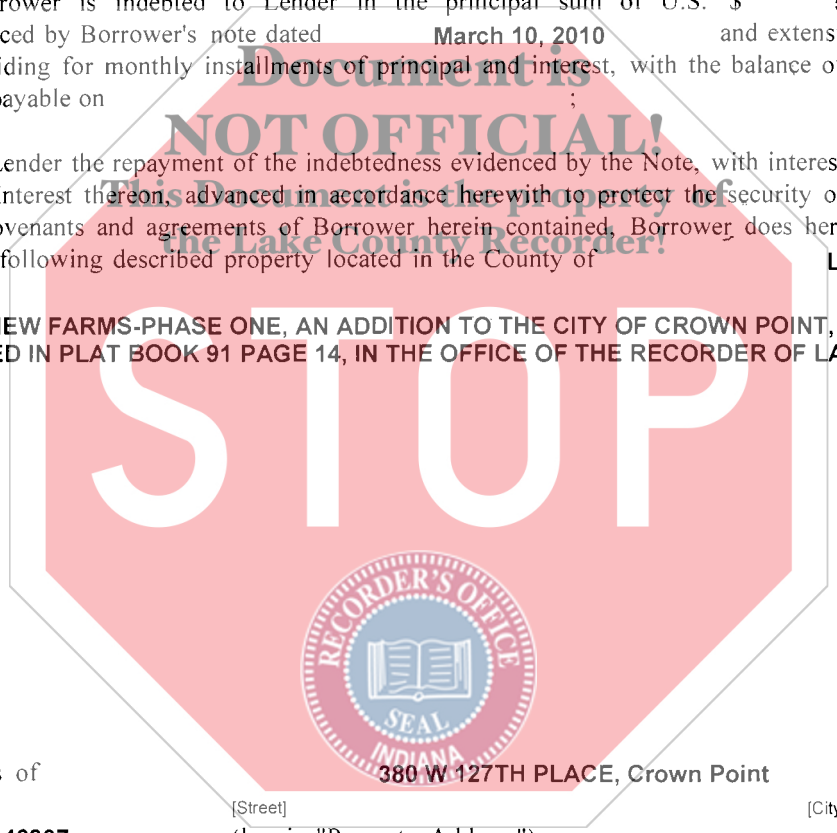 rower is indebted to Lender in the principal sum of U.S. $
ced by Borrower's note dated March 10, 2010 and extens
iding for monthly installments of principal and interest, with the balance o
payable on ;
Document is
NOT OFFICIAL!
This Document is the property of
the Lake County Recorder!
Lender the repayment of the indebtedness evidenced by the Note, with interes
interest thereon, advanced in accordance herewith to protect the security o
ovenants and agreements of Borrower herein contained, Borrower does her
following described property located in the County of L
IEW FARMS-PHASE ONE, AN ADDITION TO THE CITY OF CROWN POINT,
ED IN PLAT BOOK 91 PAGE 14, IN THE OFFICE OF THE RECORDER OF LA
STOP
RECORDER'S OFFICE
SEAL
INDIANA
s of 380 W 127TH PLACE, Crown Point
[Street] [City